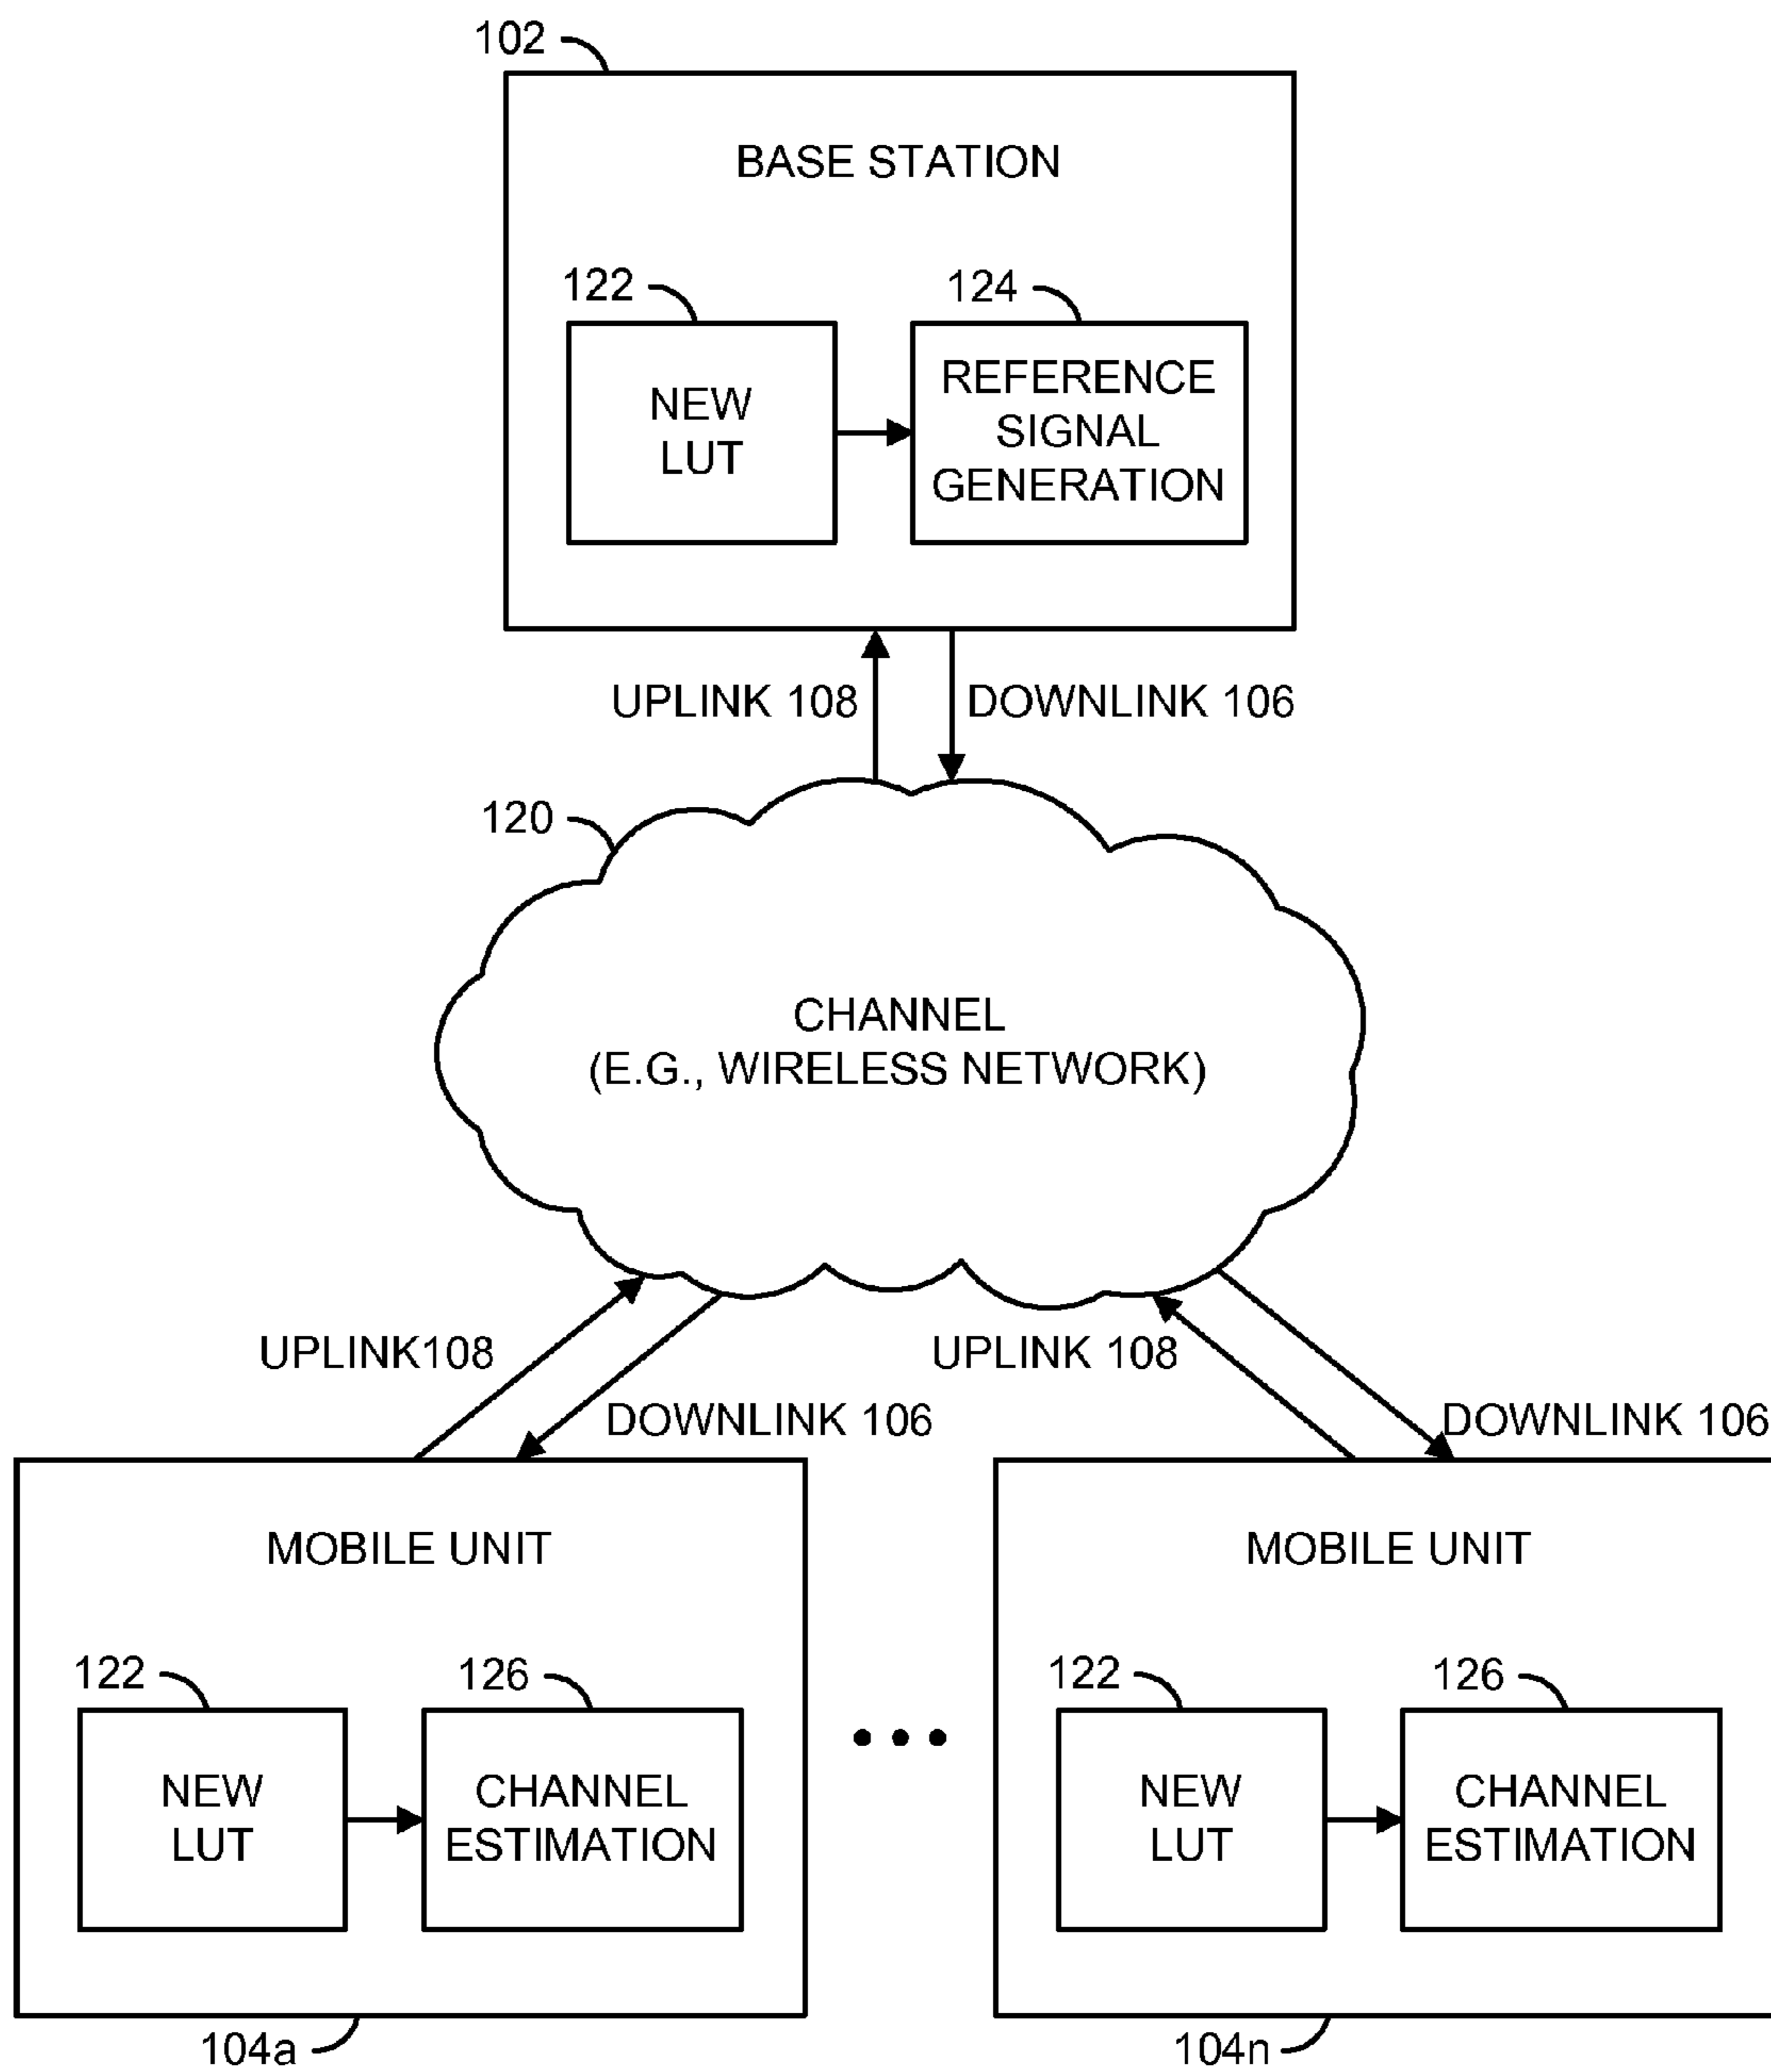 102
BASE STATION
122
124
NEW
LUT
REFERENCE
SIGNAL
GENERATION
UPLINK 108
DOWNLINK 106
120
CHANNEL
(E.G., WIRELESS NETWORK)
UPLINK108
DOWNLINK 106
UPLINK 108
DOWNLINK 106
MOBILE UNIT
122
126
NEW
LUT
CHANNEL
ESTIMATION
104a
MOBILE UNIT
122
126
NEW
LUT
CHANNEL
ESTIMATION
104n